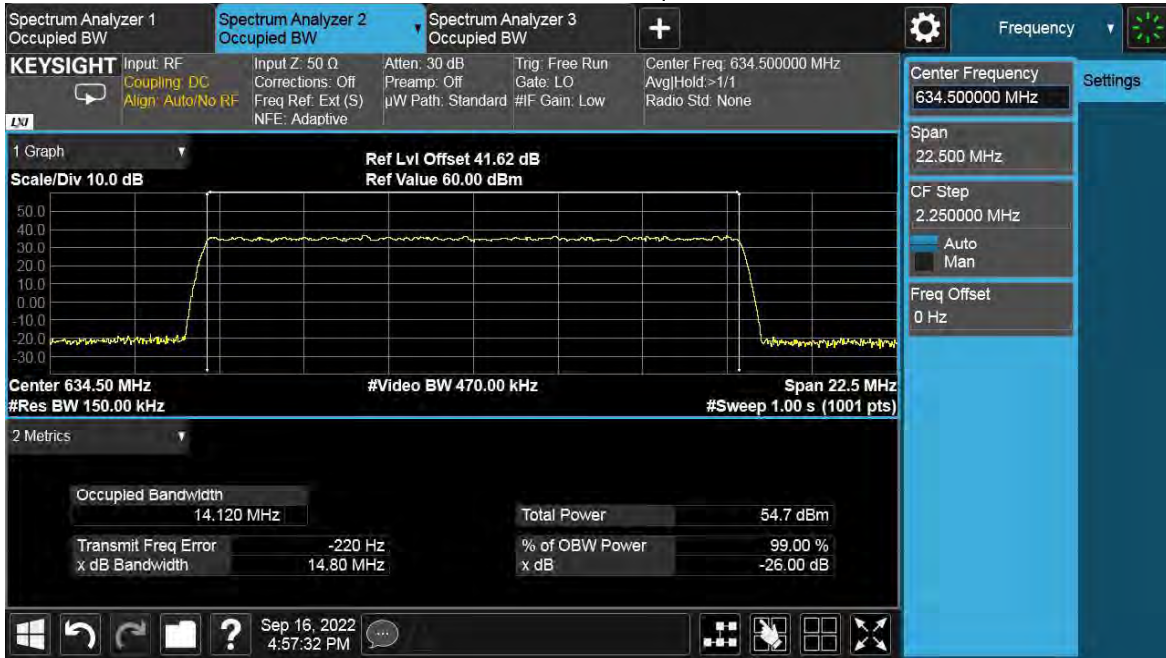 Spectrum Analyzer 1
Occupied BW
Spectrum Analyzer 2
Occupied BW
Spectrum Analyzer 3
Occupied BW
+
Frequency
KEYSIGHT
LXI
Input: RF
Coupling: DC
Align: Auto/No RF
Input Z: 50 Ω
Corrections: Off
Freq Ref: Ext (S)
NFE: Adaptive
Atten: 30 dB
Preamp: Off
µW Path: Standard
Trig: Free Run
Gate: LO
#IF Gain: Low
Center Freq: 634.500000 MHz
Avg|Hold:>1/1
Radio Std: None
Center Frequency
634.500000 MHz
Settings
Span
22.500 MHz
CF Step
2.250000 MHz
Auto
Man
Freq Offset
0 Hz
1 Graph
Scale/Div 10.0 dB
Ref Lvl Offset 41.62 dB
Ref Value 60.00 dBm
50.0
40.0
30.0
20.0
10.0
0.00
-10.0
-20.0
-30.0
Center 634.50 MHz
#Video BW 470.00 kHz
Span 22.5 MHz
#Res BW 150.00 kHz
#Sweep 1.00 s (1001 pts)
2 Metrics
Occupied Bandwidth
14.120 MHz
Total Power 54.7 dBm
Transmit Freq Error -220 Hz
% of OBW Power 99.00 %
x dB Bandwidth 14.80 MHz
x dB -26.00 dB
?
Sep 16, 2022
4:57:32 PM